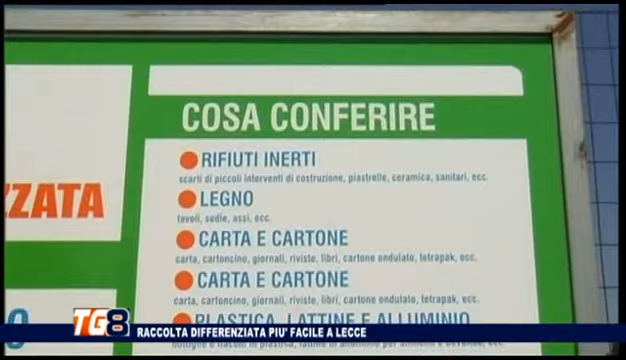 COSA CONFERIRE
RIFIUTI INERTI
scarti di piccoli interventi di costruzione, piastrelle, ceramica, sanitari, ecc.
LEGNO
tavoli, sedie, assi, ecc.
ZZATA
CARTA E CARTONE
carta, cartoncino, giornali, riviste, libri, cartone ondulato, tetrapak, ecc.
CARTA E CARTONE
carta, cartoncino, giornali, riviste, libri, cartone ondulato, tetrapak, ecc.
O
PLASTICA, LATTINE E ALLUMINIO
TG8 RACCOLTA DIFFERENZIATA PIU' FACILE A LECCE